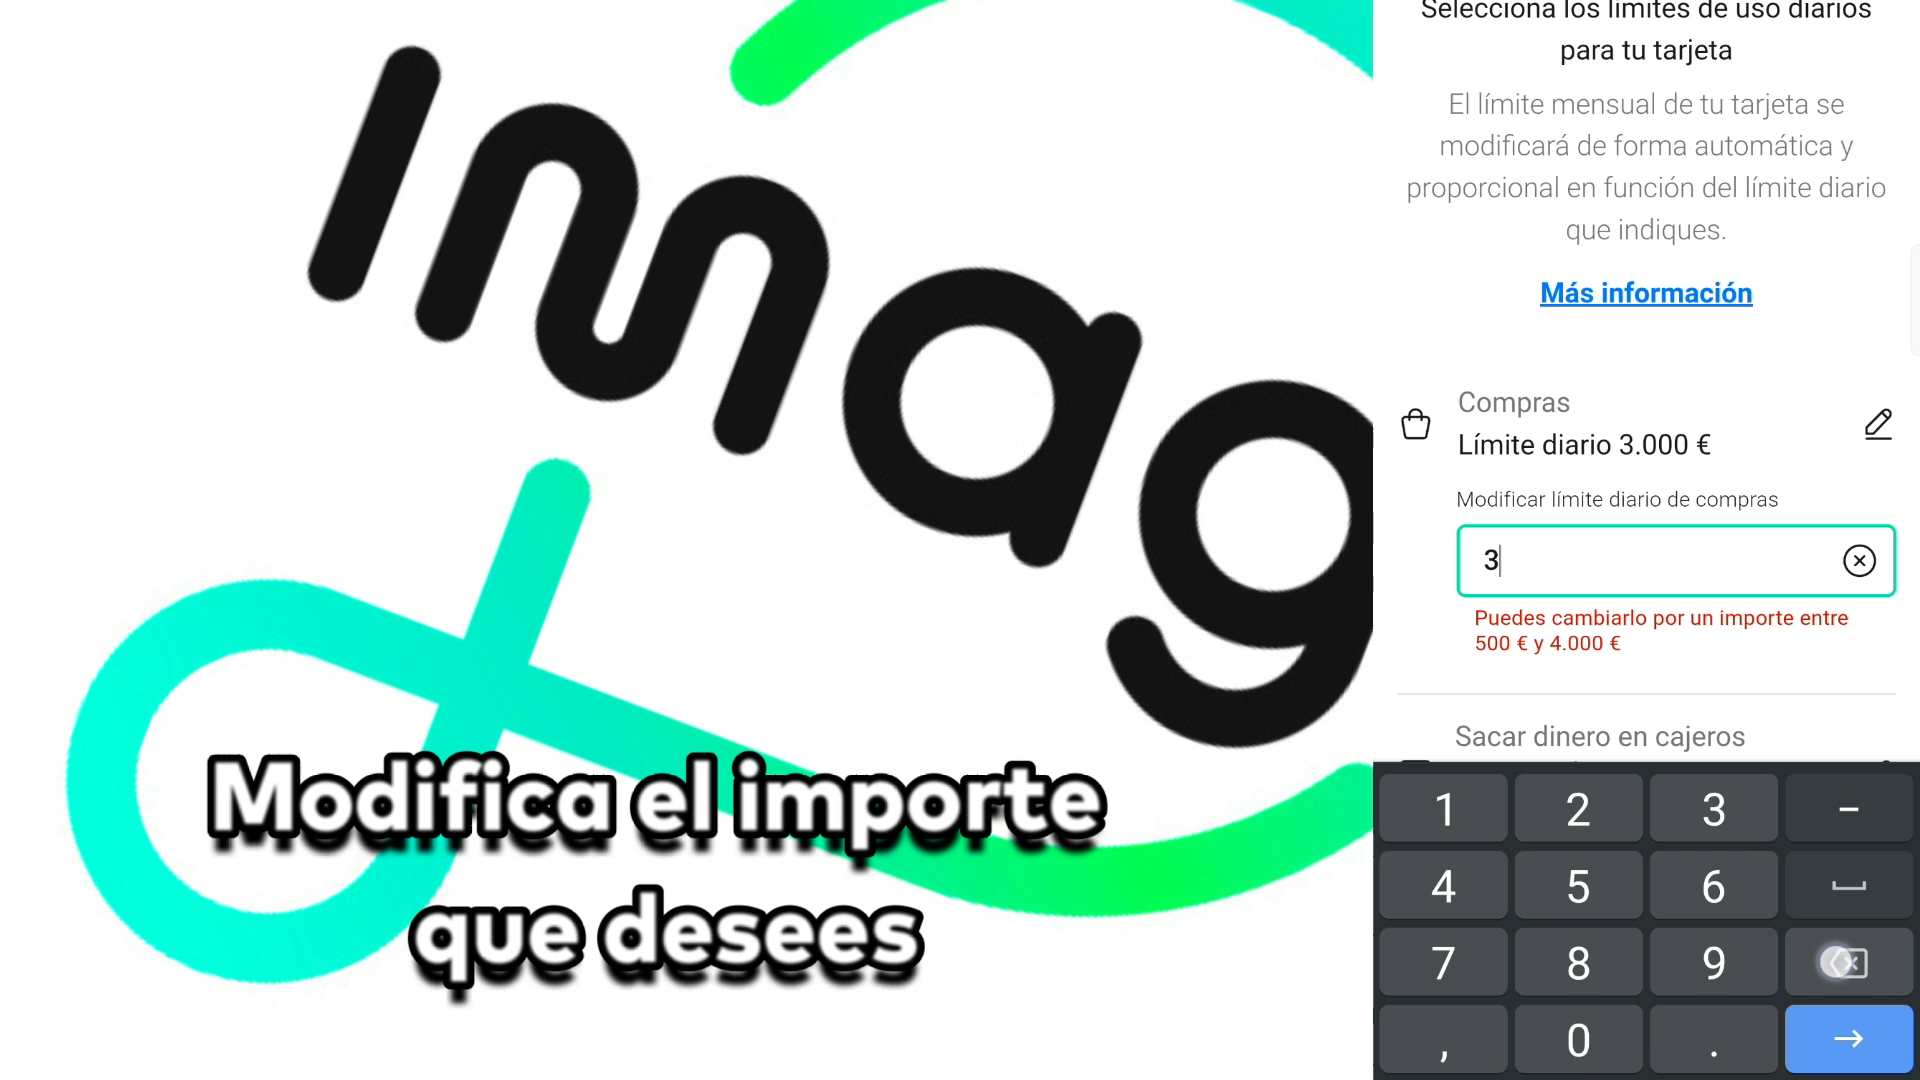 Imag
Modifica el importe
que desees
Selecciona los límites de uso diarios
para tu tarjeta
El límite mensual de tu tarjeta se
modificará de forma automática y
proporcional en función del límite diario
que indiques.
Más información
Compras
Límite diario 3.000 €
Modificar límite diario de compras
3
Puedes cambiarlo por un importe entre
500 € y 4.000 €
Sacar dinero en cajeros
1 2 3 –
4 5 6
7 8 9
, 0 .